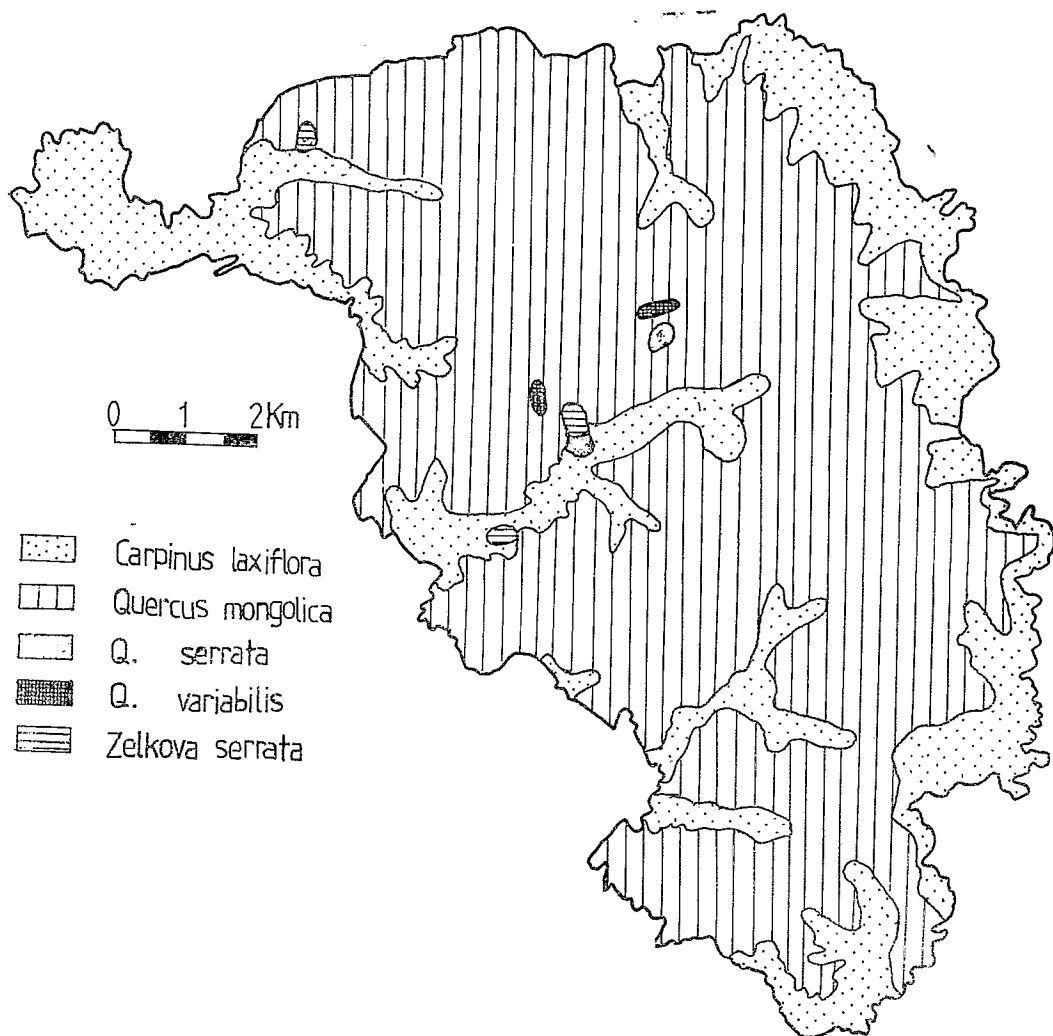 0 1 2Km
Carpinus laxiflora
Quercus mongolica
Q. serrata
Q. variabilis
Zelkova serrata